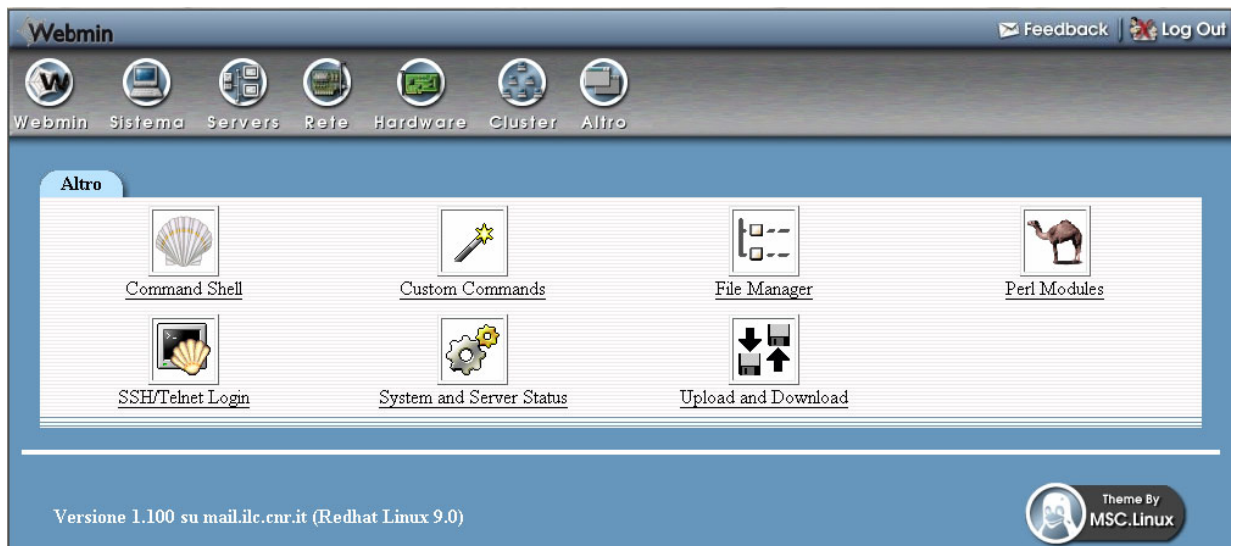 Webmin
Feedback | Log Out
Webmin Sistema Servers Rete Hardware Cluster Altro
Altro
Command Shell Custom Commands File Manager Perl Modules
SSH/Telnet Login System and Server Status Upload and Download
Versione 1.100 su mail.ilc.cnr.it (Redhat Linux 9.0)
Theme By
MSC.Linux